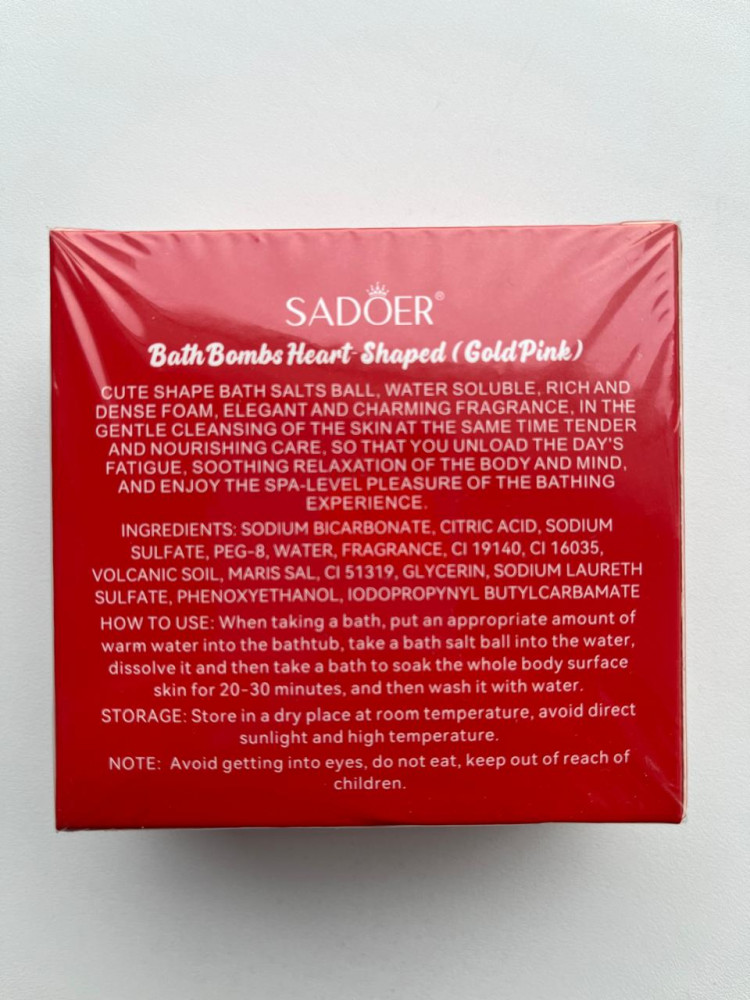 SADOER®
Bath Bombs Heart-Shaped (Gold Pink)
CUTE SHAPE BATH SALTS BALL, WATER SOLUBLE, RICH AND
DENSE FOAM, ELEGANT AND CHARMING FRAGRANCE, IN THE
GENTLE CLEANSING OF THE SKIN AT THE SAME TIME TENDER
AND NOURISHING CARE, SO THAT YOU UNLOAD THE DAY'S
FATIGUE, SOOTHING RELAXATION OF THE BODY AND MIND,
AND ENJOY THE SPA-LEVEL PLEASURE OF THE BATHING
EXPERIENCE.
INGREDIENTS: SODIUM BICARBONATE, CITRIC ACID, SODIUM
SULFATE, PEG-8, WATER, FRAGRANCE, CI 19140, CI 16035,
VOLCANIC SOIL, MARIS SAL, CI 51319, GLYCERIN, SODIUM LAURETH
SULFATE, PHENOXYETHANOL, IODOPROPYNYL BUTYLCARBAMATE
HOW TO USE: When taking a bath, put an appropriate amount of
warm water into the bathtub, take a bath salt ball into the water,
dissolve it and then take a bath to soak the whole body surface
skin for 20-30 minutes, and then wash it with water.
STORAGE: Store in a dry place at room temperature, avoid direct
sunlight and high temperature.
NOTE: Avoid getting into eyes, do not eat, keep out of reach of
children.